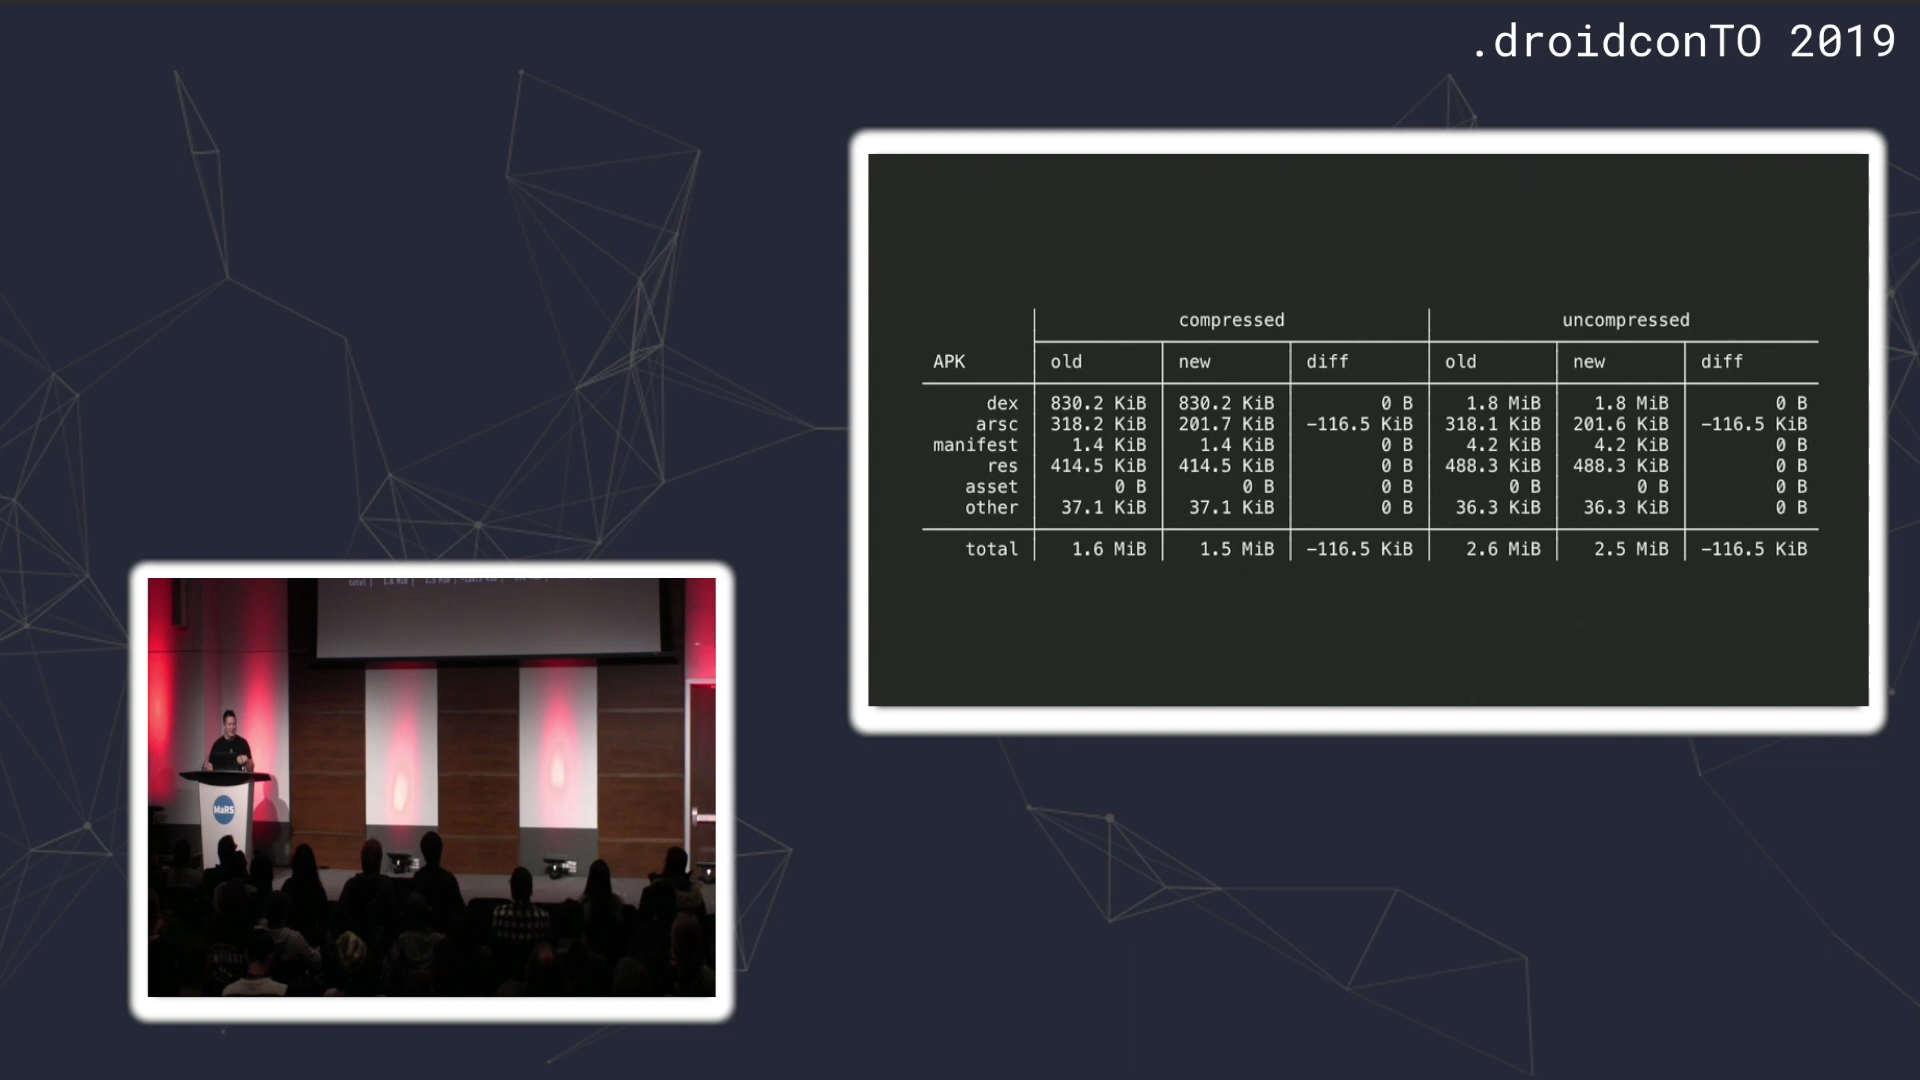 .droidconTO 2019
compressed uncompressed
APK old new diff old new diff
dex 830.2 KiB 830.2 KiB 0 B 1.8 MiB 1.8 MiB 0 B
arsc 318.2 KiB 201.7 KiB −116.5 KiB 318.1 KiB 201.6 KiB −116.5 KiB
manifest 1.4 KiB 1.4 KiB 0 B 4.2 KiB 4.2 KiB 0 B
res 414.5 KiB 414.5 KiB 0 B 488.3 KiB 488.3 KiB 0 B
asset 0 B 0 B 0 B 0 B 0 B 0 B
other 37.1 KiB 37.1 KiB 0 B 36.3 KiB 36.3 KiB 0 B
total 1.6 MiB 1.5 MiB −116.5 KiB 2.6 MiB 2.5 MiB −116.5 KiB
MaRS